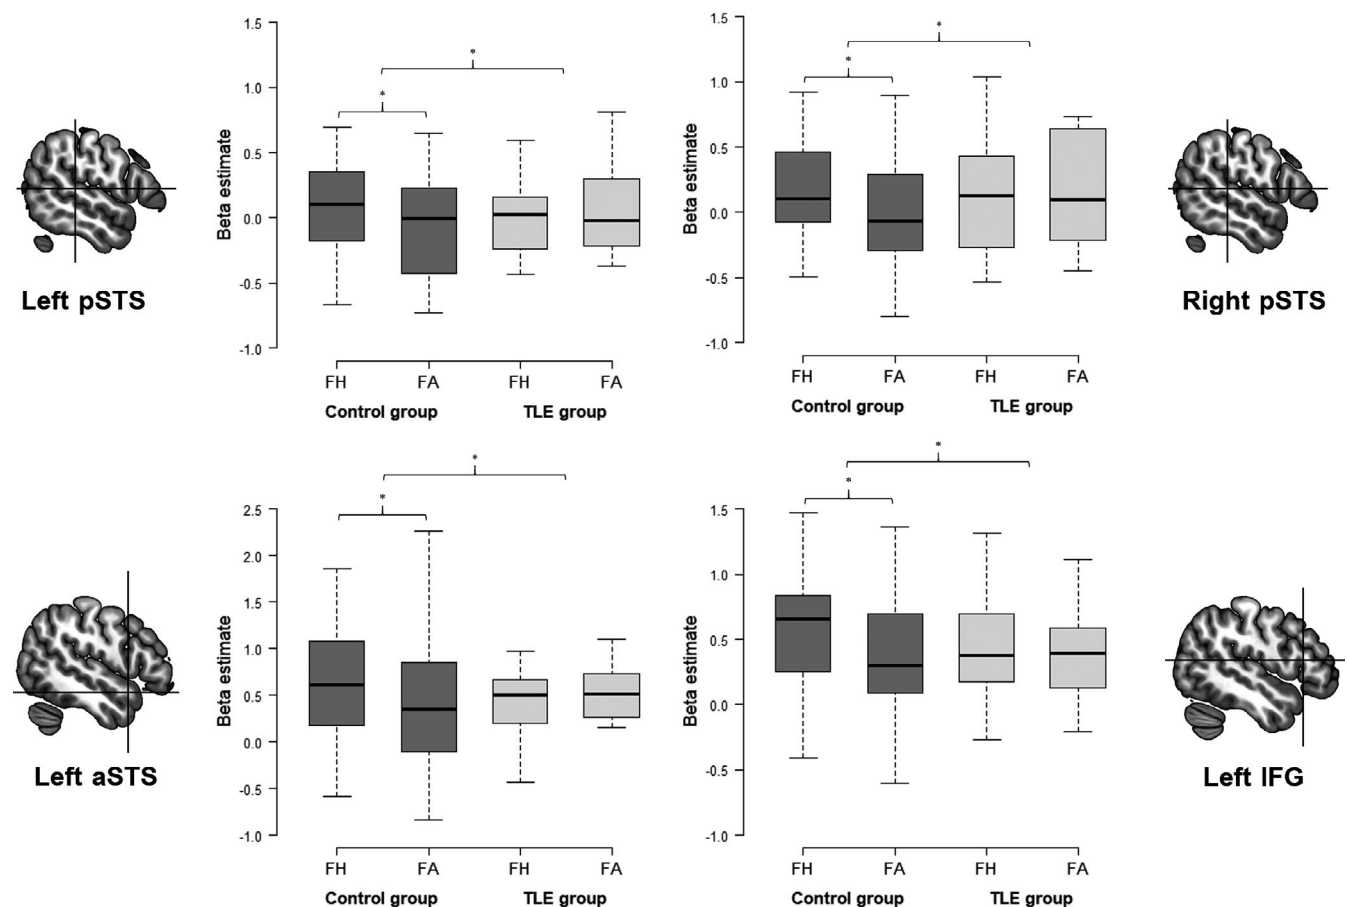 1.5
1.0
0.5
0.0
-0.5
-1.0
Beta estimate
*
*
FH
FA
FH
FA
Control group
TLE group
Left pSTS
1.5
1.0
0.5
0.0
-0.5
-1.0
Beta estimate
*
*
FH
FA
FH
FA
Control group
TLE group
Right pSTS
2.5
2.0
1.5
1.0
0.5
0.0
-0.5
-1.0
Beta estimate
*
*
FH
FA
FH
FA
Control group
TLE group
Left aSTS
1.5
1.0
0.5
0.0
-0.5
-1.0
Beta estimate
*
*
FH
FA
FH
FA
Control group
TLE group
Left IFG